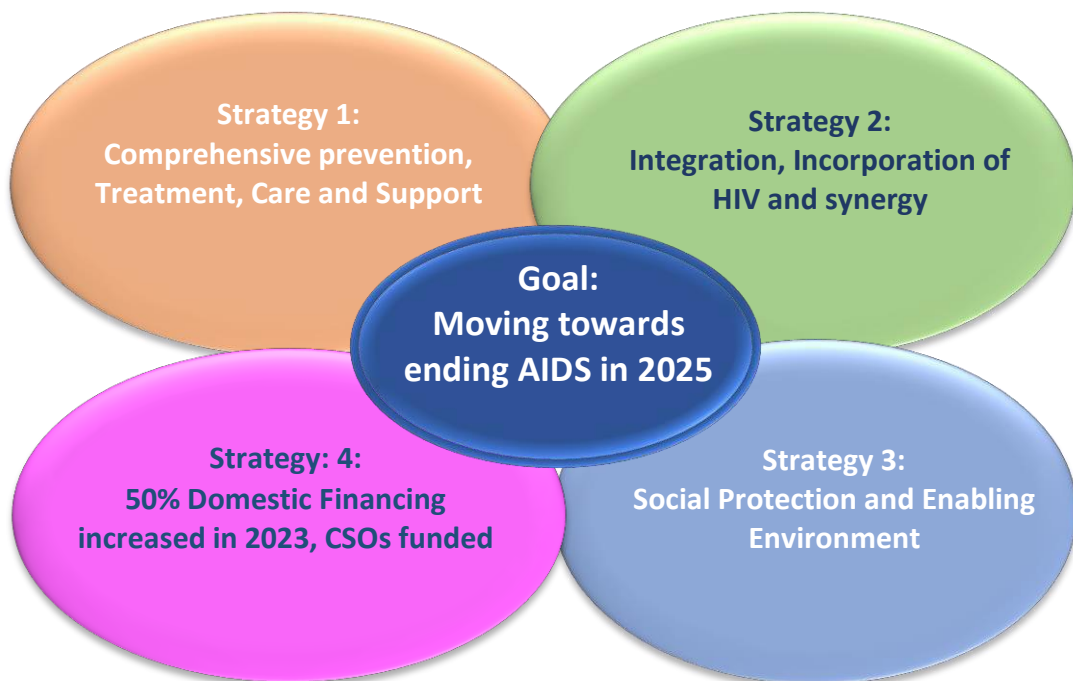 Strategy 1:
Comprehensive prevention,
Treatment, Care and Support
Strategy 2:
Integration, Incorporation of
HIV and synergy
Goal:
Moving towards
ending AIDS in 2025
Strategy: 4:
50% Domestic Financing
increased in 2023, CSOs funded
Strategy 3:
Social Protection and Enabling
Environment